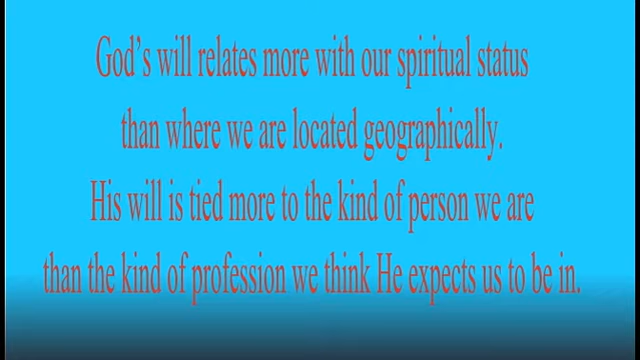 God's will relates more with our spiritual status
than where we are located geographically.
His will is tied more to the kind of person we are
than the kind of profession we think He expects us to be in.